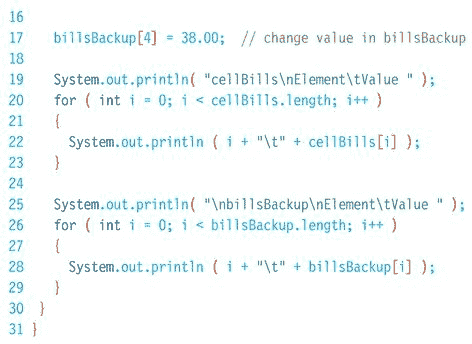 16
17 billsBackup[4] = 38.00; // change value in billsBackup
18
19 System.out.println( "cellBills\nElement\tValue " );
20 for ( int i = 0; i < cellBills.length; i++ )
21 {
22 System.out.println ( i + "\t" + cellBills[i] );
23 }
24
25 System.out.println( "\nbillsBackup\nElement\tValue " );
26 for ( int i = 0; i < billsBackup.length; i++ )
27 {
28 System.out.println ( i + "\t" + billsBackup[i] );
29 }
30 }
31 }